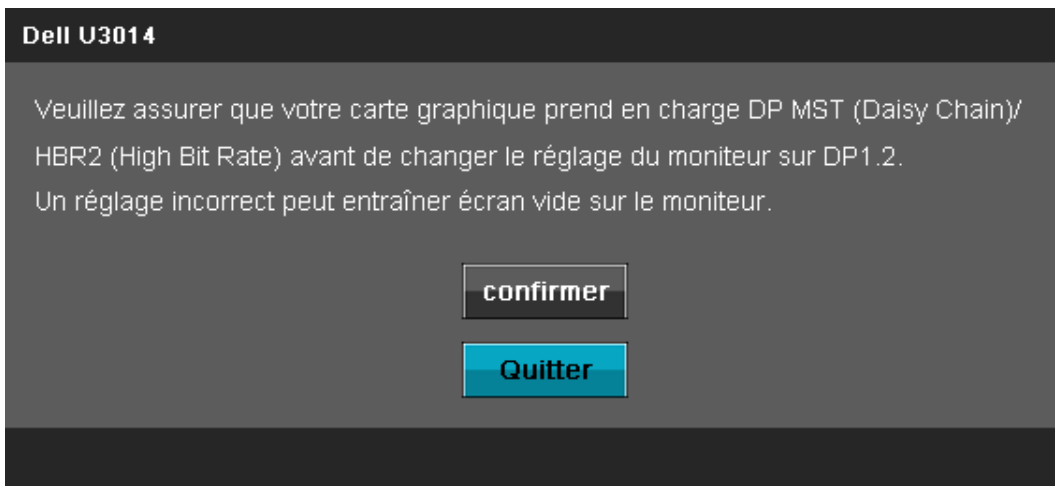 Dell U3014
Veuillez assurer que votre carte graphique prend en charge DP MST (Daisy Chain)/
HBR2 (High Bit Rate) avant de changer le réglage du moniteur sur DP1.2.
Un réglage incorrect peut entraîner écran vide sur le moniteur.
confirmer
Quitter